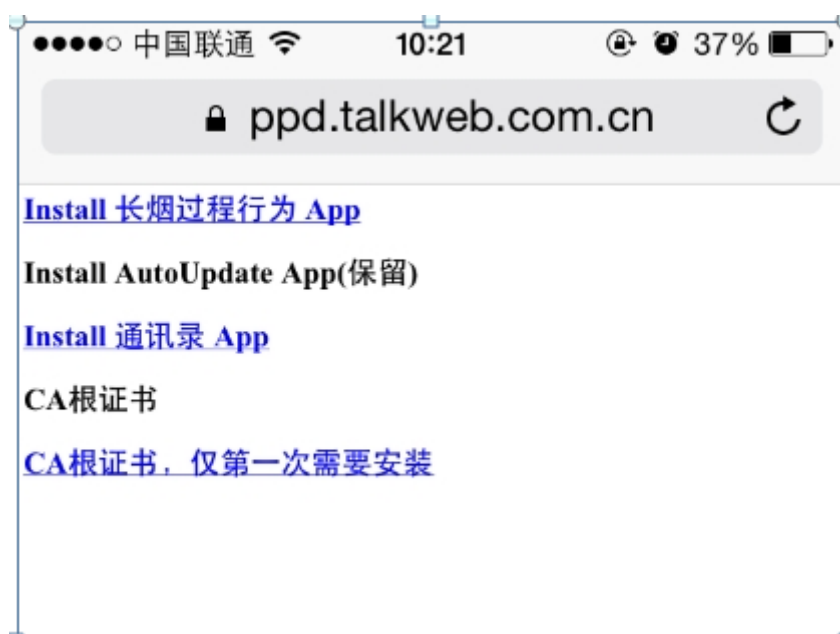 中国联通 10:21 37%
ppd.talkweb.com.cn
Install 长烟过程行为 App
Install AutoUpdate App(保留)
Install 通讯录 App
CA根证书
CA根证书，仅第一次需要安装